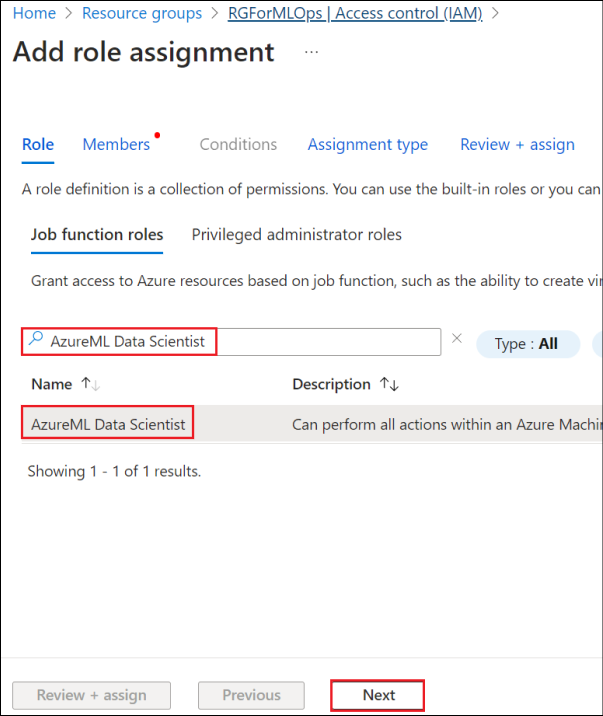 Home > Resource groups > RGForMLOps | Access control (IAM) >
Add role assignment ...
Role Members Conditions Assignment type Review + assign
A role definition is a collection of permissions. You can use the built-in roles or you can
Job function roles Privileged administrator roles
Grant access to Azure resources based on job function, such as the ability to create vir
AzureML Data Scientist × Type : All
Name ↑↓ Description ↑↓
AzureML Data Scientist Can perform all actions within an Azure Machin
Showing 1 - 1 of 1 results.
Review + assign Previous Next